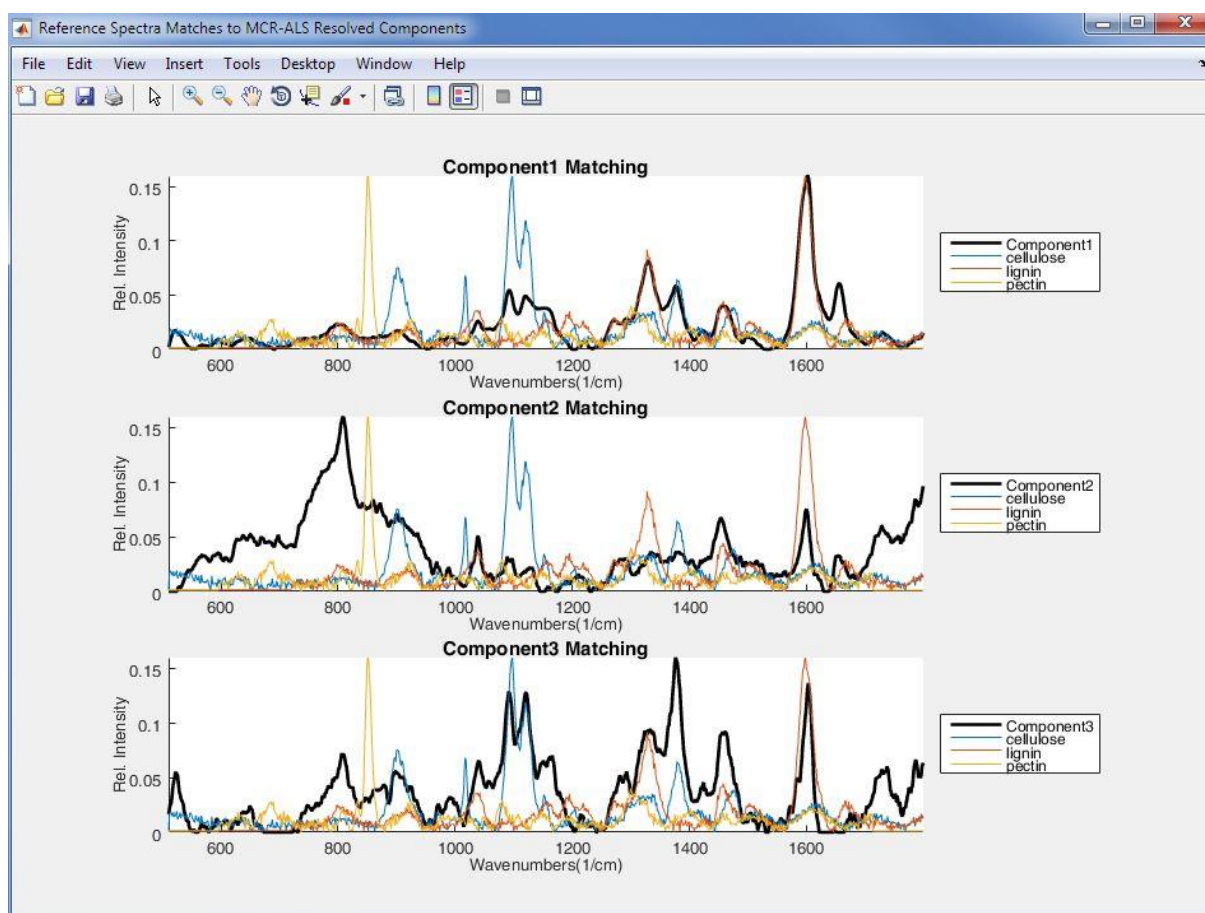 Reference Spectra Matches to MCR-ALS Resolved Components
File Edit View Insert Tools Desktop Window Help
Component1 Matching
0.15
0.1
0.05
0
Rel. Intensity
600 800 1000 1200 1400 1600
Wavenumbers(1/cm)
Component1
cellulose
lignin
pectin
Component2 Matching
0.15
0.1
0.05
0
Rel. Intensity
600 800 1000 1200 1400 1600
Wavenumbers(1/cm)
Component2
cellulose
lignin
pectin
Component3 Matching
0.15
0.1
0.05
0
Rel. Intensity
600 800 1000 1200 1400 1600
Wavenumbers(1/cm)
Component3
cellulose
lignin
pectin